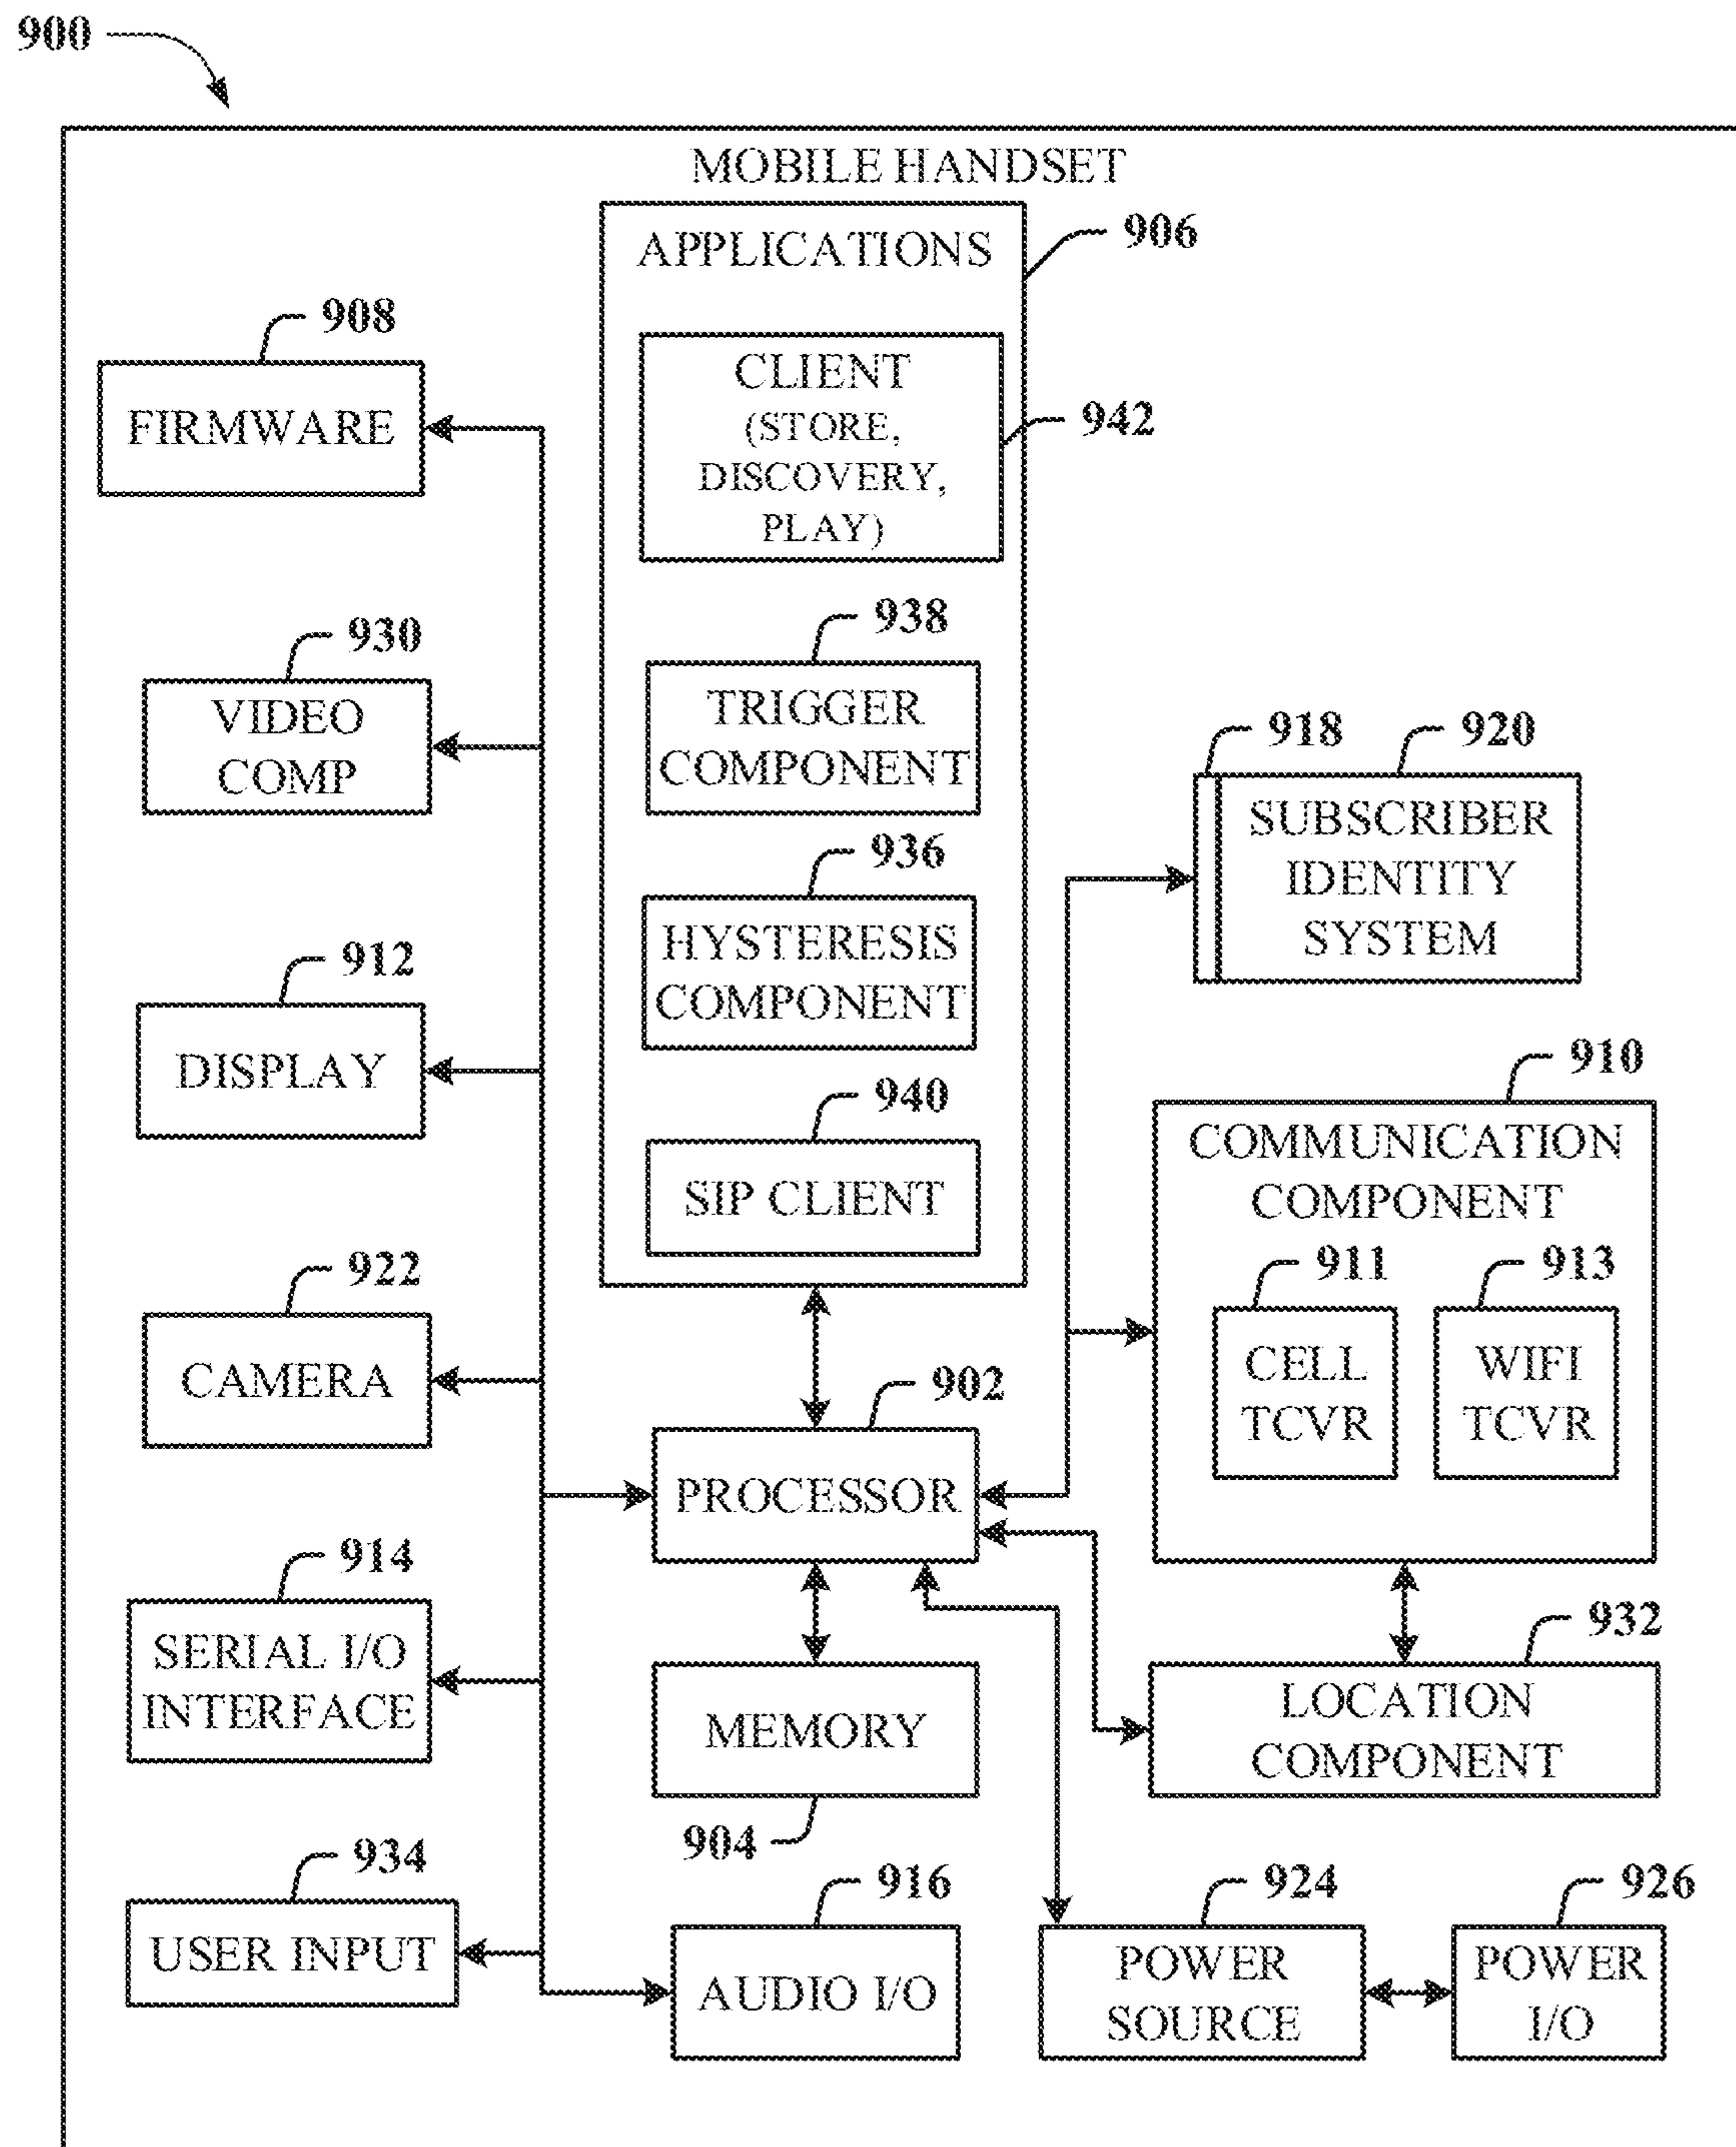 900
MOBILE HANDSET
APPLICATIONS
906
CLIENT
(STORE,
DISCOVERY,
PLAY)
942
938
TRIGGER
COMPONENT
936
HYSTERESIS
COMPONENT
940
SIP CLIENT
908
FIRMWARE
930
VIDEO
COMP
912
DISPLAY
922
CAMERA
914
SERIAL I/O
INTERFACE
934
USER INPUT
902
PROCESSOR
MEMORY
904
916
AUDIO I/O
918
920
SUBSCRIBER
IDENTITY
SYSTEM
910
COMMUNICATION
COMPONENT
911
CELL
TCVR
913
WIFI
TCVR
932
LOCATION
COMPONENT
924
POWER
SOURCE
926
POWER
I/O